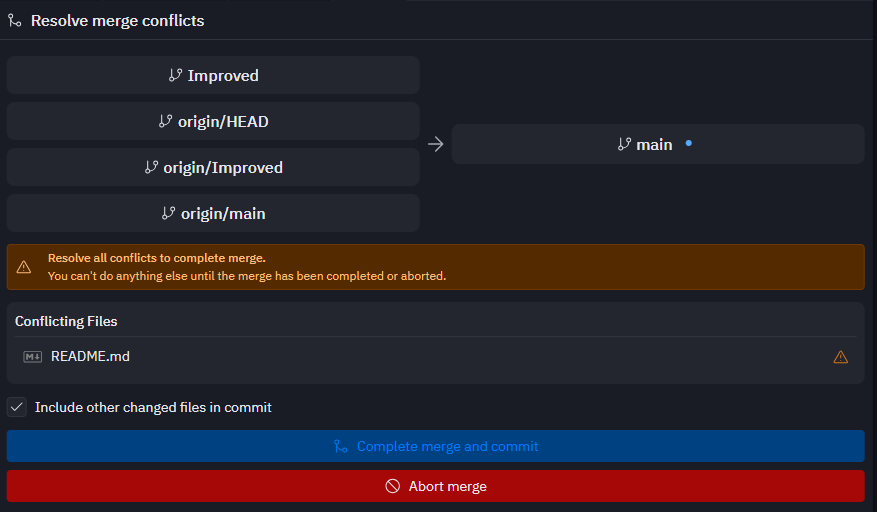 Resolve merge conflicts
Improved
origin/HEAD
origin/Improved
origin/main
main
Resolve all conflicts to complete merge.
You can't do anything else until the merge has been completed or aborted.
Conflicting Files
M↓ README.md
Include other changed files in commit
Complete merge and commit
Abort merge